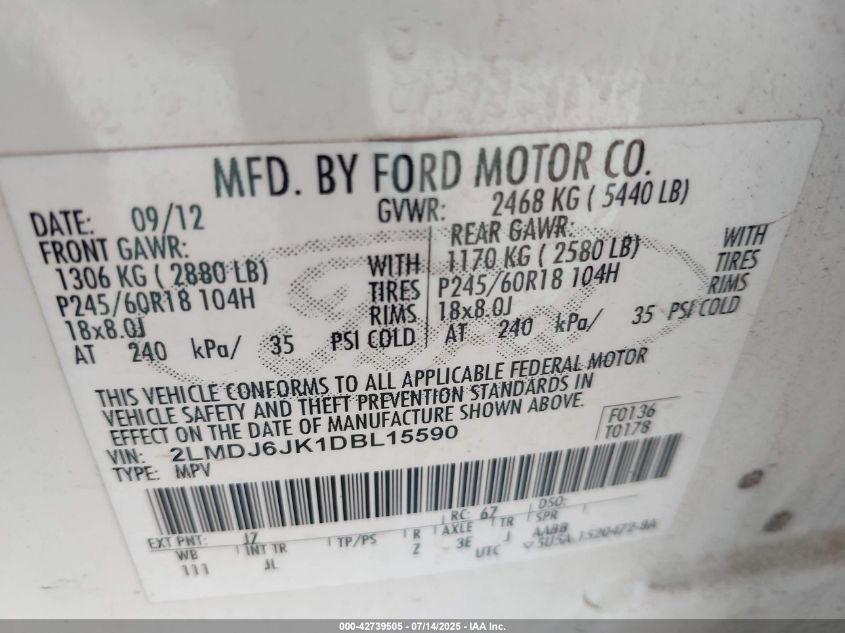 MFD. BY FORD MOTOR CO.
DATE: 09/12 GVWR: 2468 KG ( 5440 LB)
FRONT GAWR: REAR GAWR:
1306 KG ( 2880 LB) WITH 1170 KG ( 2580 LB) WITH
P245/60R18 104H TIRES P245/60R18 104H TIRES
18x8.0J RIMS 18x8.0J RIMS
AT 240 kPa/ 35 PSI COLD AT 240 kPa/ 35 PSI COLD
THIS VEHICLE CONFORMS TO ALL APPLICABLE FEDERAL MOTOR
VEHICLE SAFETY AND THEFT PREVENTION STANDARDS IN
EFFECT ON THE DATE OF MANUFACTURE SHOWN ABOVE.
VIN: 2LMDJ6JK1DBL15590 F0136
TYPE: MPV T0178
EXT PNT: JZ RC: 67 DSO:
WB INT TR TP/PS R AXLE TR SPR
111 JL Z 3E J AABB
UTC
000-42739505 - 07/14/2025 - IAA Inc.